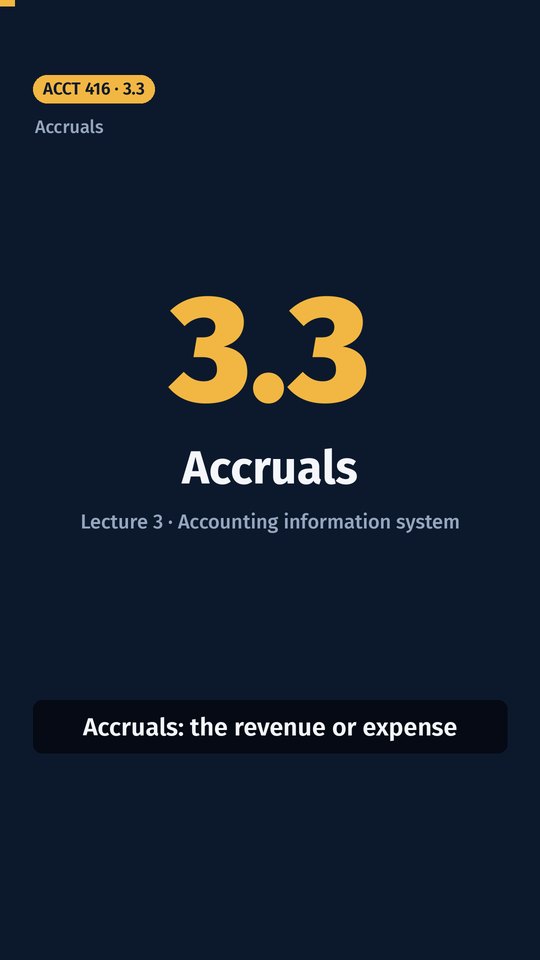 ACCT 416 · 3.3
Accruals
3.3
Accruals
Lecture 3 · Accounting information system
Accruals: the revenue or expense